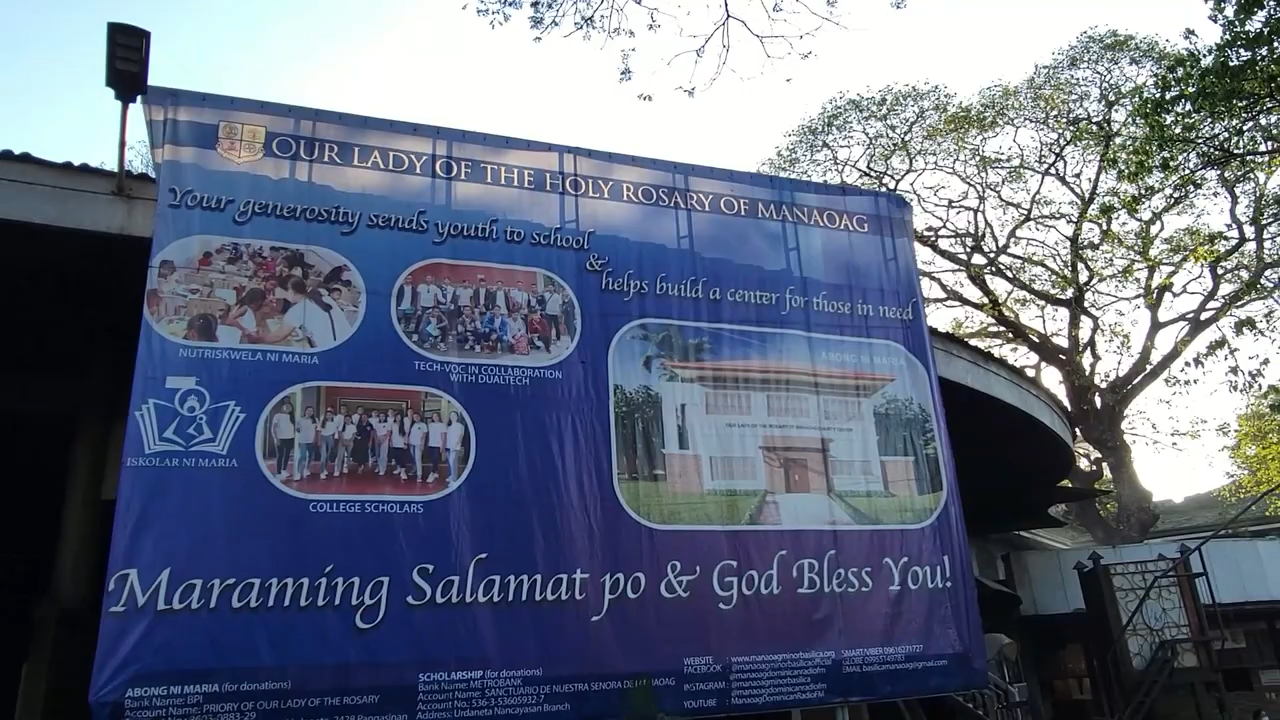 OUR LADY OF THE HOLY ROSARY OF MANAOAG
Your generosity sends youth to school
&
helps build a center for those in need
NUTRISKWELA NI MARIA
TECH-VOC IN COLLABORATION
WITH DUALTECH
ABONG NI MARIA
ISKOLAR NI MARIA
COLLEGE SCHOLARS
Maraming Salamat po & God Bless You!
ABONG NI MARIA (for donations)
Bank Name: BPI
Account Name: PRIORY OF OUR LADY OF THE ROSARY
SCHOLARSHIP (for donations)
Bank Name: METROBANK
Account Name: SANCTUARIO DE NUESTRA SENORA DE MANAOAG
Account No: 536-3-53605932-7
Address: Urdaneta Nancayasan Branch
WEBSITE : www.manaoagminorbasilica.org
FACEBOOK : @manaoagminorbasilicaofficial
@manaoagdominicanradiofm
INSTAGRAM : @manaoagminorbasilica
@manaoagdominicanradiofm
YOUTUBE : ManaoagDominicanRadioFM
SMART/VIBER 09616271727
GLOBE 09955149783
EMAIL basilicamanaoag@gmail.com